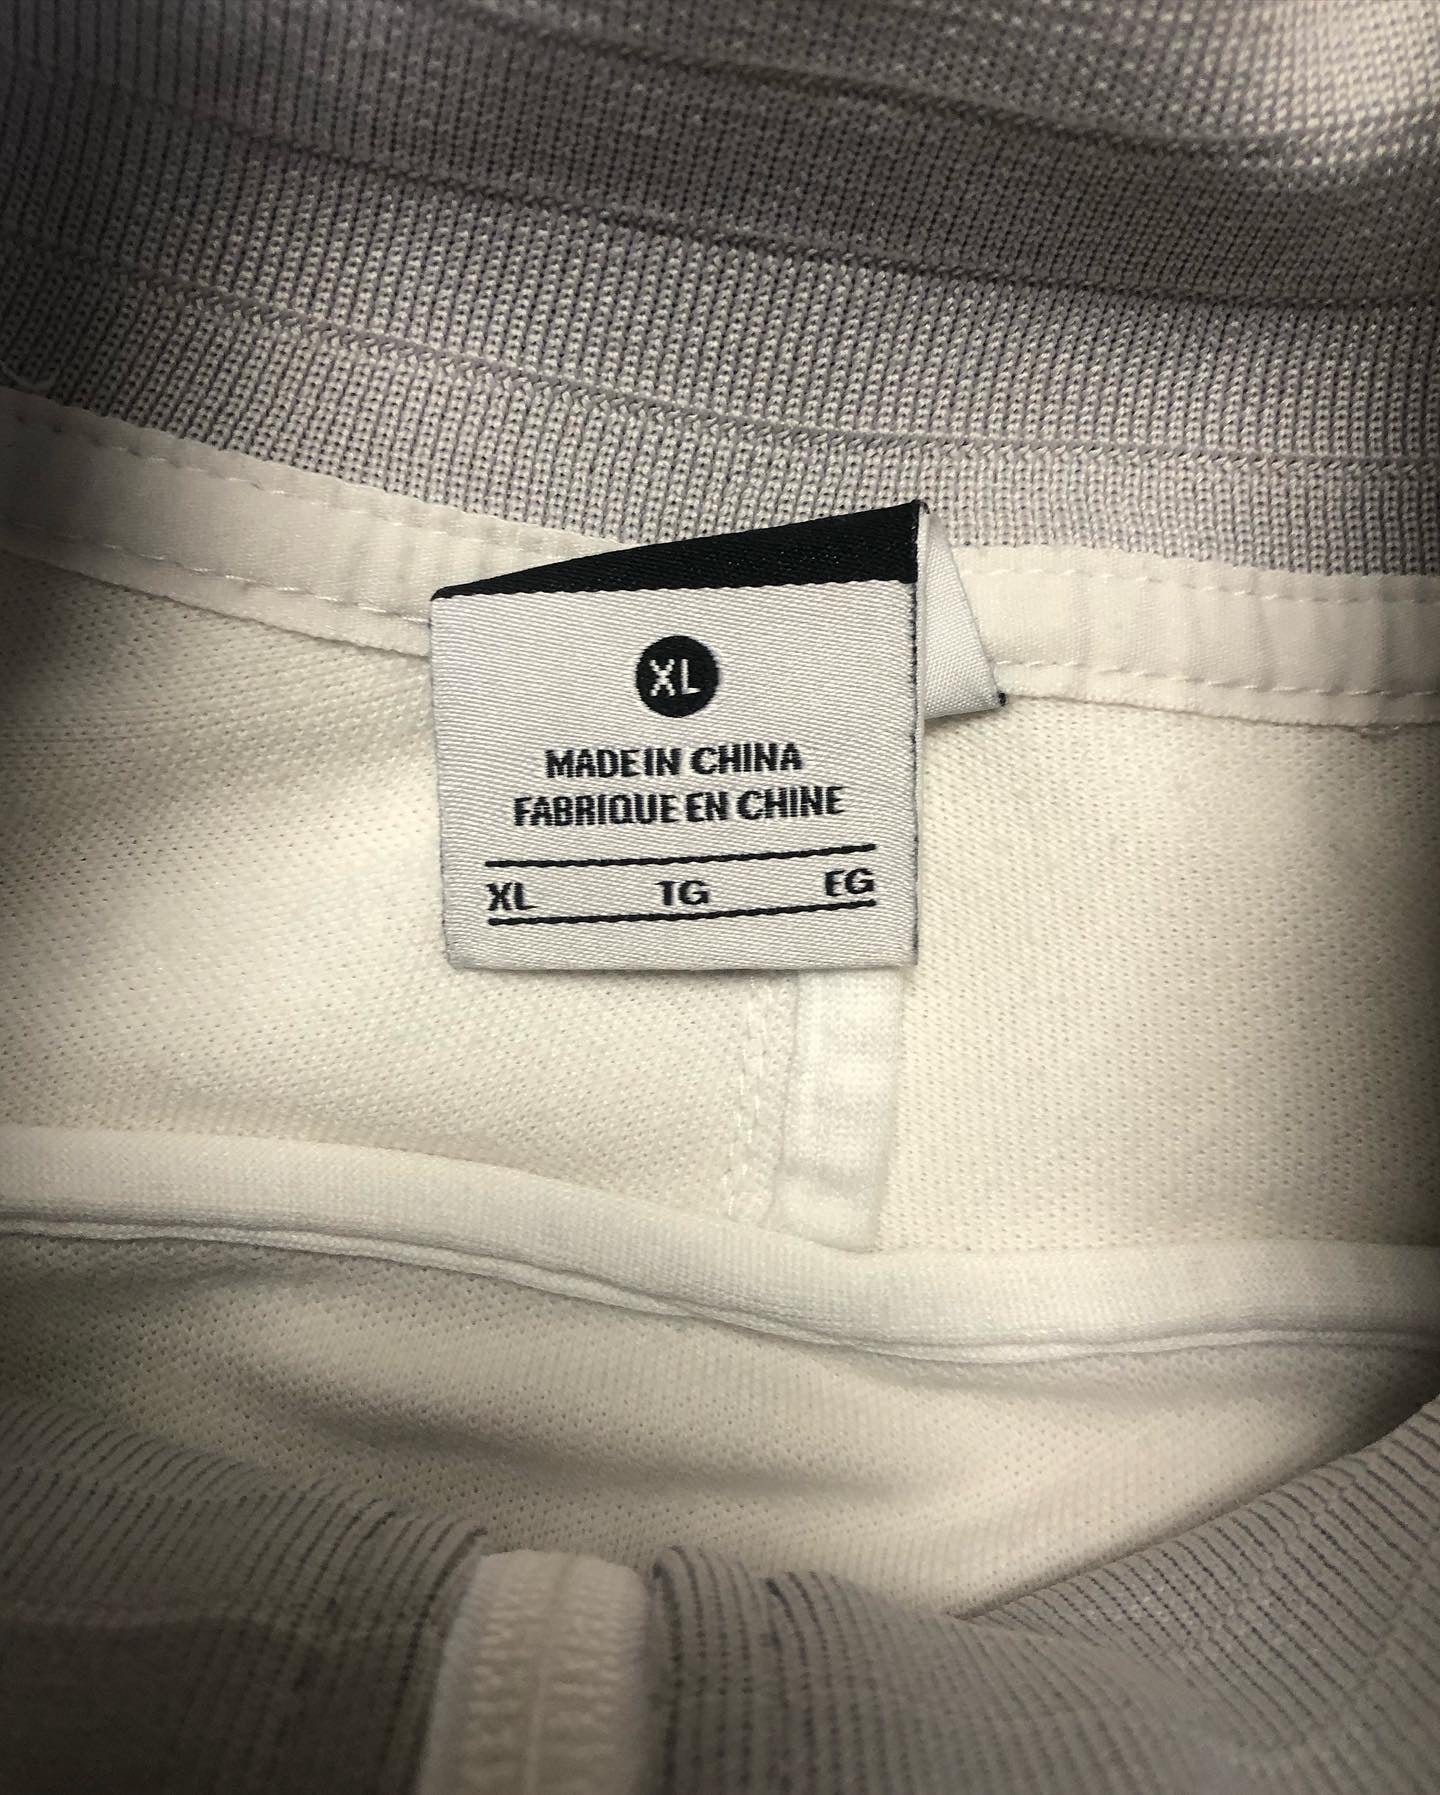 XL
MADE IN CHINA
FABRIQUE EN CHINE
XL TG EG